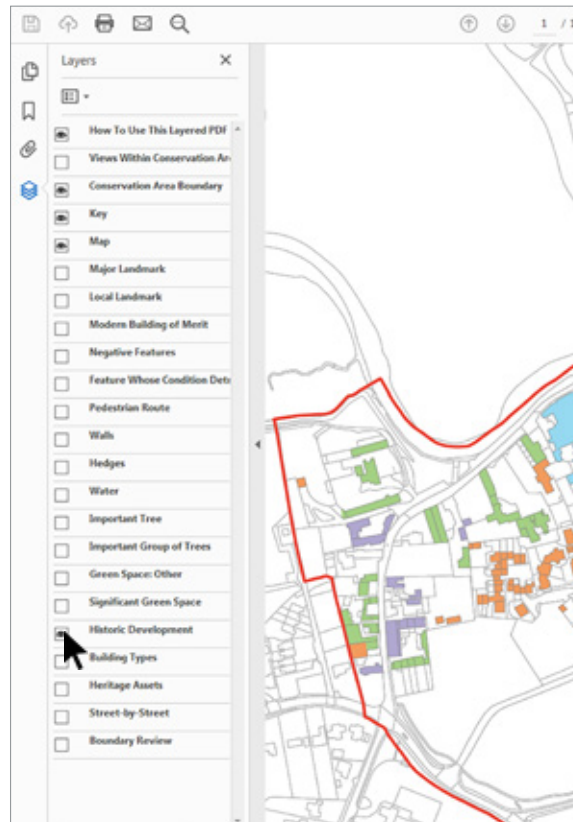 1 / 1
Layers
How To Use This Layered PDF
Views Within Conservation Ar
Conservation Area Boundary
Key
Map
Major Landmark
Local Landmark
Modern Building of Merit
Negative Features
Feature Whose Condition Detr
Pedestrian Route
Walls
Hedges
Water
Important Tree
Important Group of Trees
Green Space: Other
Significant Green Space
Historic Development
Building Types
Heritage Assets
Street-by-Street
Boundary Review